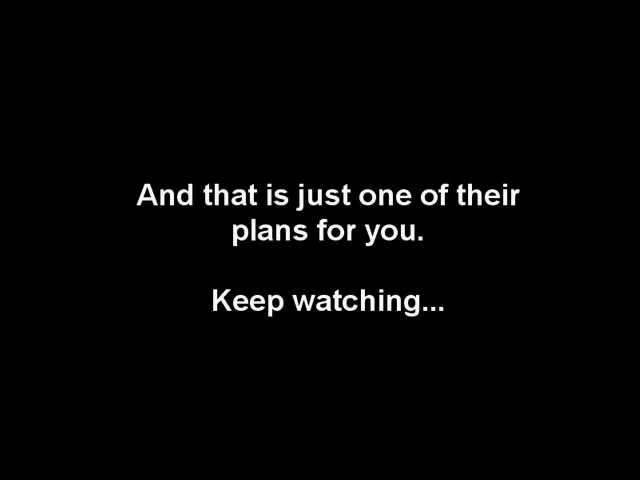 And that is just one of their
plans for you.
Keep watching...